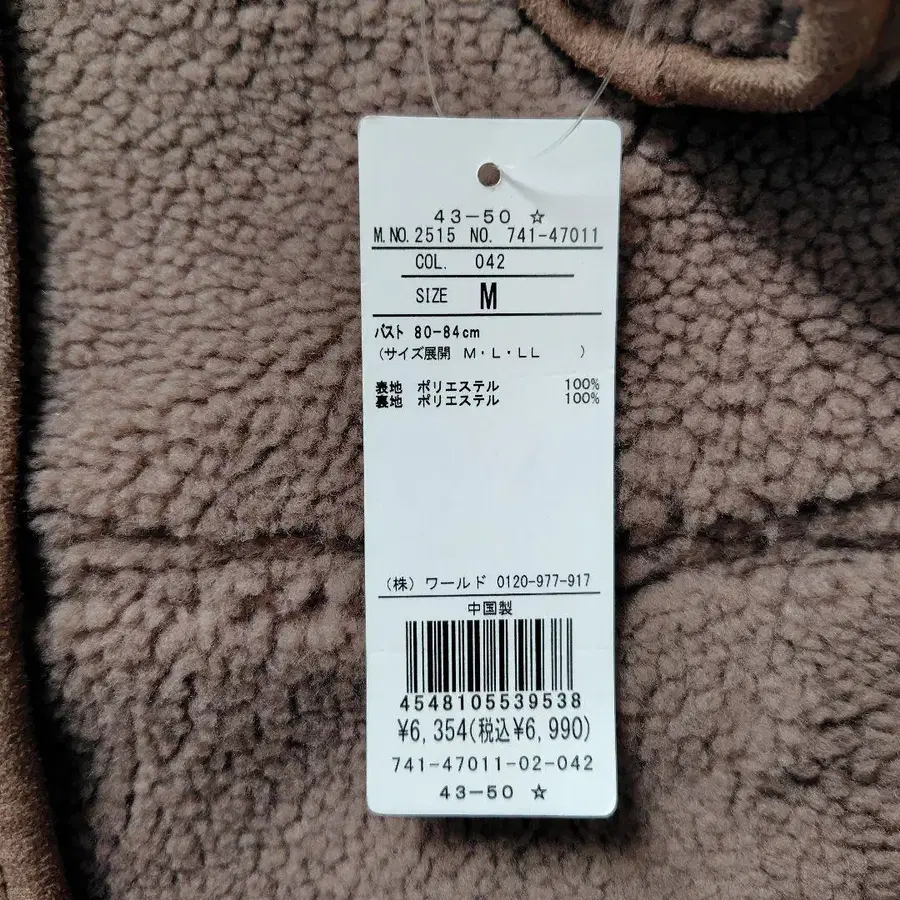 43-50 ☆
M.NO.2515 NO. 741-47011
COL. 042
SIZE M
バスト 80-84cm
(サイズ展開 M・L・LL )
表地 ポリエステル 100%
裏地 ポリエステル 100%
(株) ワールド 0120-977-917
中国製
4548105539538
¥6,354(税込¥6,990)
741-47011-02-042
43-50 ☆